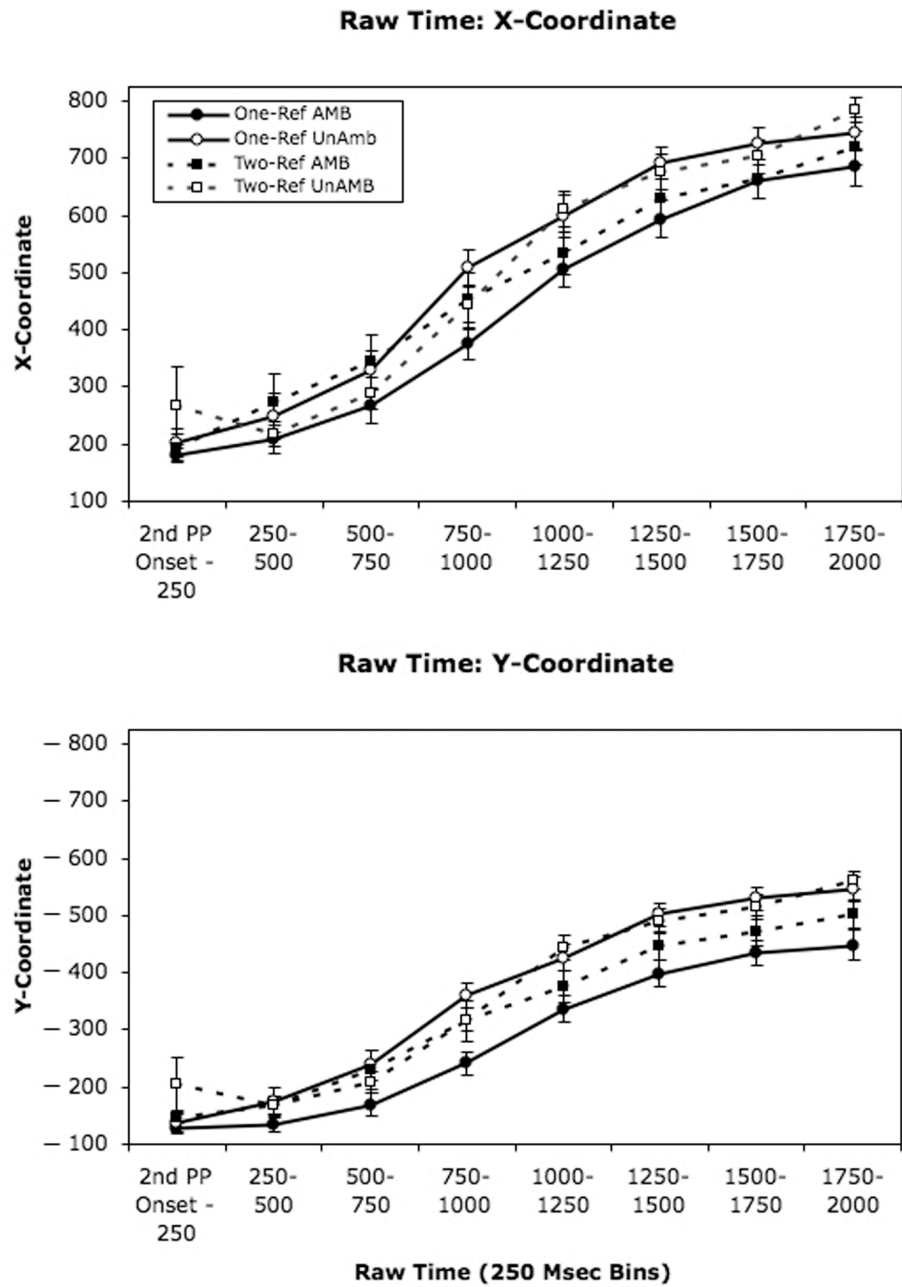 Raw Time: X-Coordinate
800
700
600
500
400
300
200
100
X-Coordinate
One-Ref AMB
One-Ref UnAmb
Two-Ref AMB
Two-Ref UnAMB
2nd PP 250- 500- 750- 1000- 1250- 1500- 1750-
Onset - 500 750 1000 1250 1500 1750 2000
250
Raw Time: Y-Coordinate
— 800
— 700
— 600
— 500
— 400
— 300
— 200
— 100
Y-Coordinate
2nd PP 250- 500- 750- 1000- 1250- 1500- 1750-
Onset - 500 750 1000 1250 1500 1750 2000
250
Raw Time (250 Msec Bins)